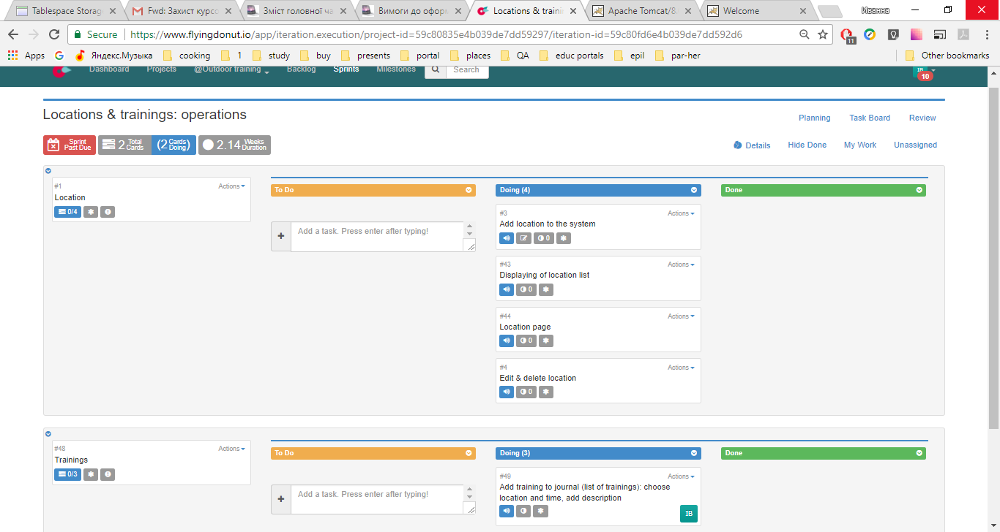 Tablespace Storag
Fwd: Захист курсо
Зміст головної ча
Вимоги до оформ
Locations & traini
Apache Tomcat/8.
Welcome
Иванна
Secure
https://www.flyingdonut.io/app/iteration.execution/project-id=59c80835e4b039de7dd59297/iteration-id=59c80fd6e4b039de7dd592d6
11
Apps
Яндекс.Музыка
cooking
1
study
buy
presents
portal
places
QA
educ portals
epil
par-her
Other bookmarks
Dashboard
Projects
@Outdoor training
Backlog
Sprints
Milestones
Search
IB
10
Locations & trainings: operations
Planning
Task Board
Review
Sprint
Past Due
2 Total
Cards
(2 Cards
Doing)
2.14 Weeks
Duration
Details
Hide Done
My Work
Unassigned
#1
Actions
Location
0/4
To Do
Add a task. Press enter after typing!
Doing (4)
#3
Actions
Add location to the system
0
#43
Actions
Displaying of location list
0
#44
Actions
Location page
0
#4
Actions
Edit & delete location
0
Done
#48
Actions
Trainings
0/3
To Do
Add a task. Press enter after typing!
Doing (3)
#49
Actions
Add training to journal (list of trainings): choose
location and time, add description
IB
Done